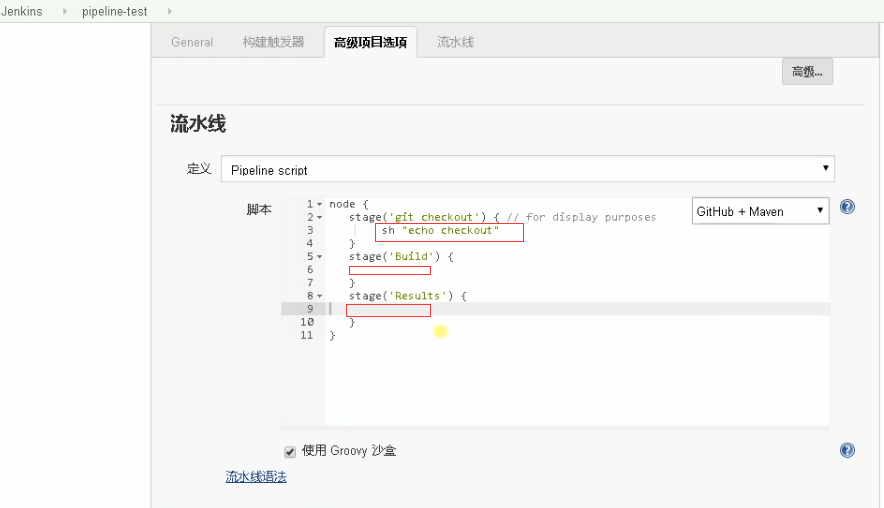 Jenkins pipeline-test
General 构建触发器 高级项目选项 流水线
高级...
流水线
定义 Pipeline script
脚本
GitHub + Maven
1 node {
2 stage('git checkout') { // for display purposes
3 sh "echo checkout"
4 }
5 stage('Build') {
6
7 }
8 stage('Results') {
9
10 }
11 }
使用 Groovy 沙盒
流水线语法